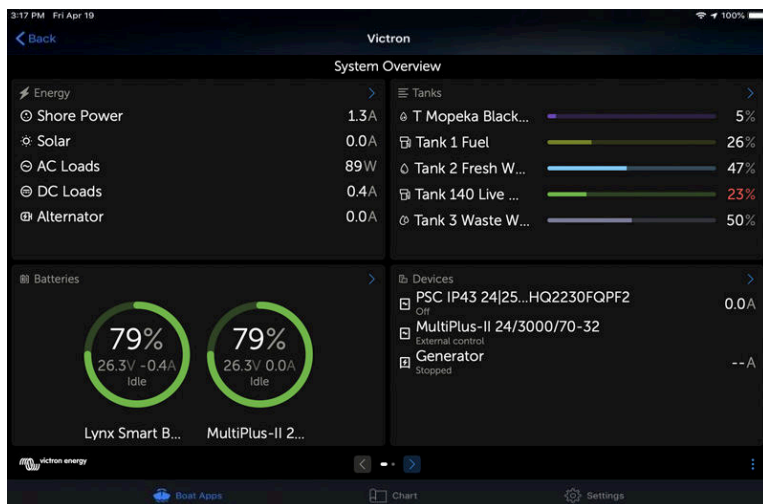 3:17 PM Fri Apr 19
100%
Back
Victron
System Overview
Energy
Shore Power 1.3A
Solar 0.0A
AC Loads 89W
DC Loads 0.4A
Alternator 0.0A
Tanks
T Mopeka Black... 5%
Tank 1 Fuel 26%
Tank 2 Fresh W... 47%
Tank 140 Live ... 23%
Tank 3 Waste W... 50%
Batteries
79%
26.3V -0.4A
Idle
Lynx Smart B...
79%
26.3V 0.0A
Idle
MultiPlus-II 2...
Devices
PSC IP43 24|25...HQ2230FQPF2 0.0A
Off
MultiPlus-II 24/3000/70-32
External control
Generator --A
Stopped
victron energy
Boat Apps
Chart
Settings